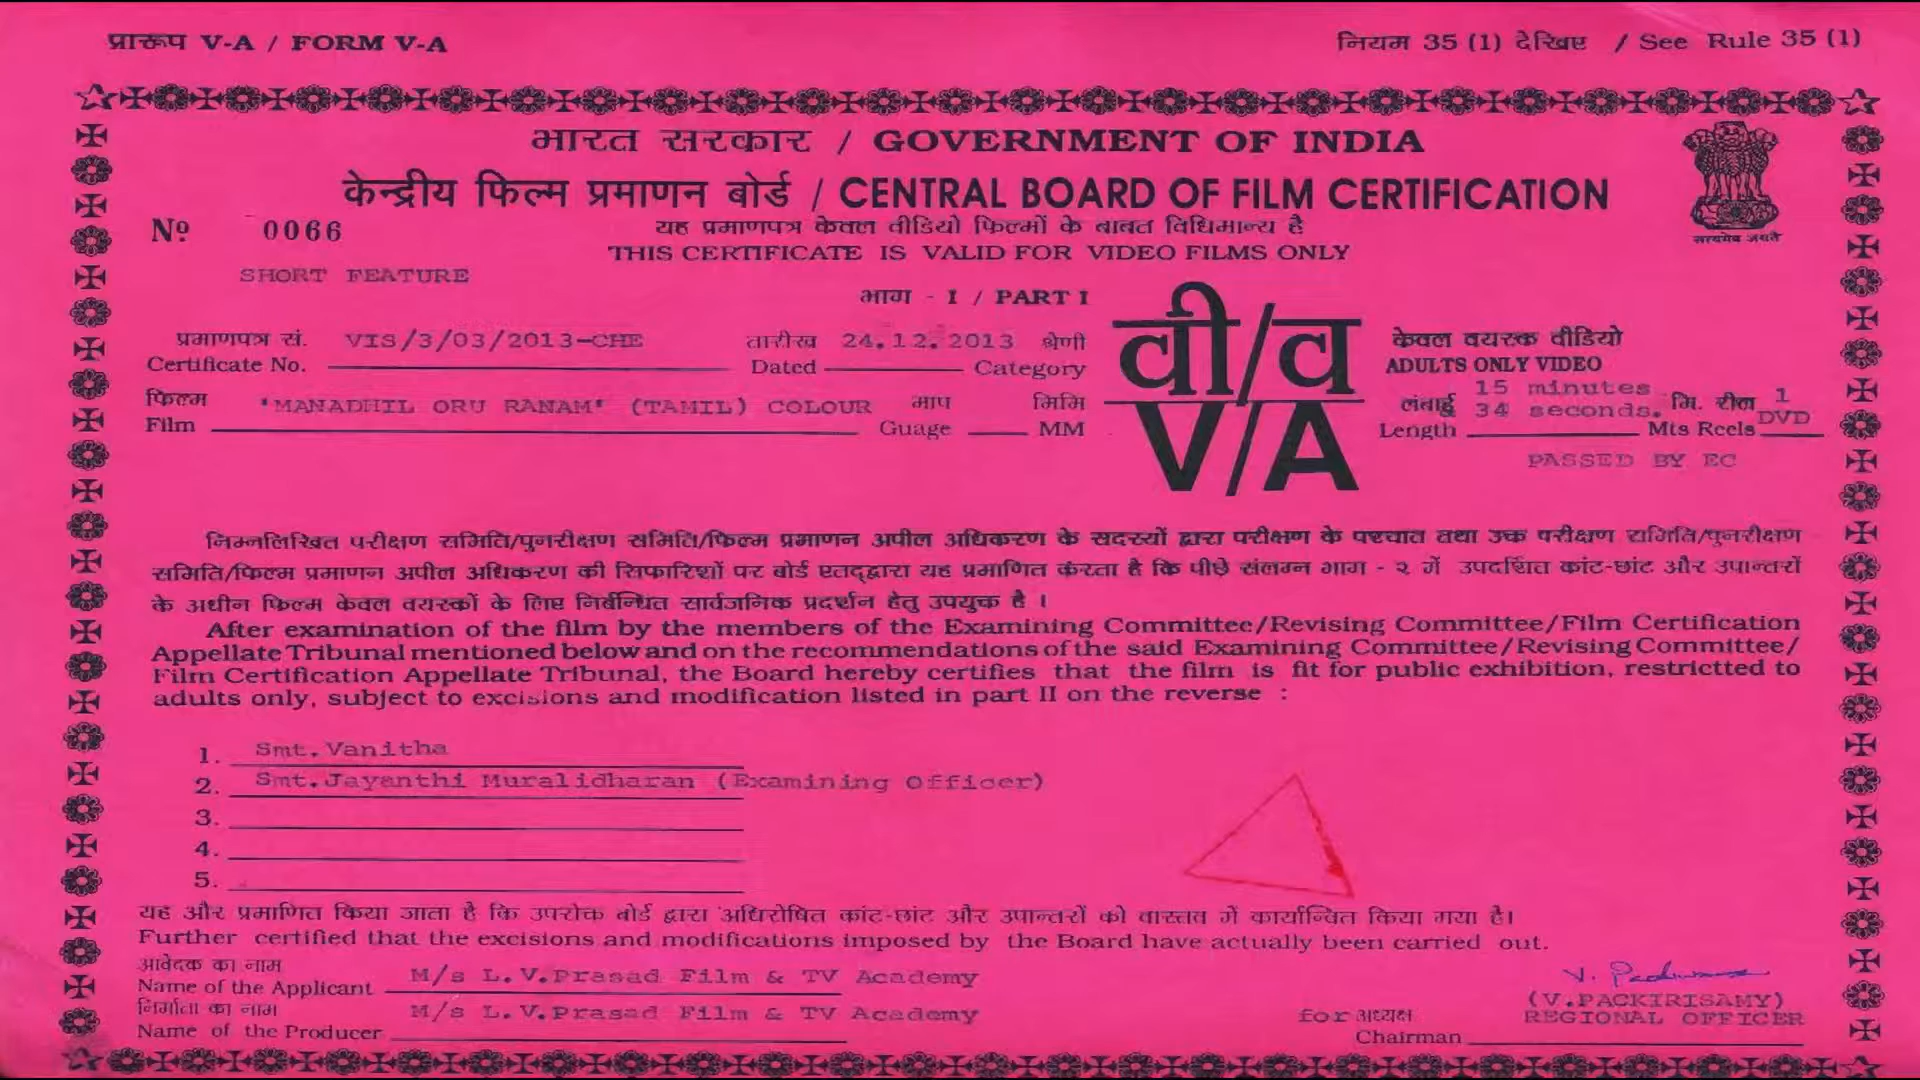 प्रारूप V-A / FORM V-A
नियम 35 (1) देखिए / See Rule 35 (1)
भारत सरकार / GOVERNMENT OF INDIA
केन्द्रीय फिल्म प्रमाणन बोर्ड / CENTRAL BOARD OF FILM CERTIFICATION
Nº 0066
यह प्रमाणपत्र केवल वीडियो फिल्मों के बाबत विधिमान्य है
THIS CERTIFICATE IS VALID FOR VIDEO FILMS ONLY
सत्यमेव जयते
SHORT FEATURE
भाग - I / PART I
प्रमाणपत्र सं. VIS/3/03/2013-CHE तारीख 24.12.2013 श्रेणी वी/व केवल वयस्क वीडियो
Certificate No. Dated Category ADULTS ONLY VIDEO
फिल्म 'MANADHIL ORU RANAM' (TAMIL) COLOUR माप मिमि V/A लंबाई 15 minutes 34 seconds. मि. रील 1 DVD
Film Guage MM Length Mts Reels
PASSED BY EC
निम्नलिखित परीक्षण समिति/पुनरीक्षण समिति/फिल्म प्रमाणन अपील अधिकरण के सदस्यों द्वारा परीक्षण के पश्चात तथा उक्त परीक्षण समिति/पुनरीक्षण
समिति/फिल्म प्रमाणन अपील अधिकरण की सिफारिशों पर बोर्ड एतद्द्वारा यह प्रमाणित करता है कि पीछे संलग्न भाग - २ में उपदर्शित कांट-छांट और उपान्तरों
के अधीन फिल्म केवल वयस्कों के लिए निर्बन्धित सार्वजनिक प्रदर्शन हेतु उपयुक्त है ।
After examination of the film by the members of the Examining Committee/Revising Committee/Film Certification
Appellate Tribunal mentioned below and on the recommendations of the said Examining Committee/Revising Committee/
Film Certification Appellate Tribunal, the Board hereby certifies that the film is fit for public exhibition, restrictted to
adults only, subject to excisions and modification listed in part II on the reverse :
1. Smt.Vanitha
2. Smt.Jayanthi Muralidharan (Examining Officer)
3.
4.
5.
यह और प्रमाणित किया जाता है कि उपरोक्त बोर्ड द्वारा अधिरोपित कांट-छांट और उपान्तरों को वास्तव में कार्यान्वित किया गया है।
Further certified that the excisions and modifications imposed by the Board have actually been carried out.
आवेदक का नाम
Name of the Applicant M/s L.V.Prasad Film & TV Academy
निर्माता का नाम
Name of the Producer M/s L.V.Prasad Film & TV Academy
(V.PACKIRISAMY)
for अध्यक्ष REGIONAL OFFICER
Chairman